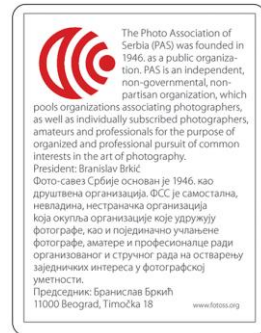 The Photo Association of
Serbia (PAS) was founded in
1946. as a public organiza-
tion. PAS is an independent,
non-governmental, non-
partisan organization, which
pools organizations associating photographers,
as well as individually subscribed photographers,
amateurs and professionals for the purpose of
organized and professional pursuit of common
interests in the art of photography.
President: Branislav Brkić
Фото-савез Србије основан је 1946. као
друштвена организација. ФСС је самостална,
невладина, нестраначка организација
која окупља организације које удружују
фотографе, као и појединачно учлањене
фотографе, аматере и професионалце ради
организованог и стручног рада на остварењу
заједничких интереса у фотографској
уметности.
Председник: Бранислав Бркић
11000 Beograd, Timočka 18
www.fotoss.org